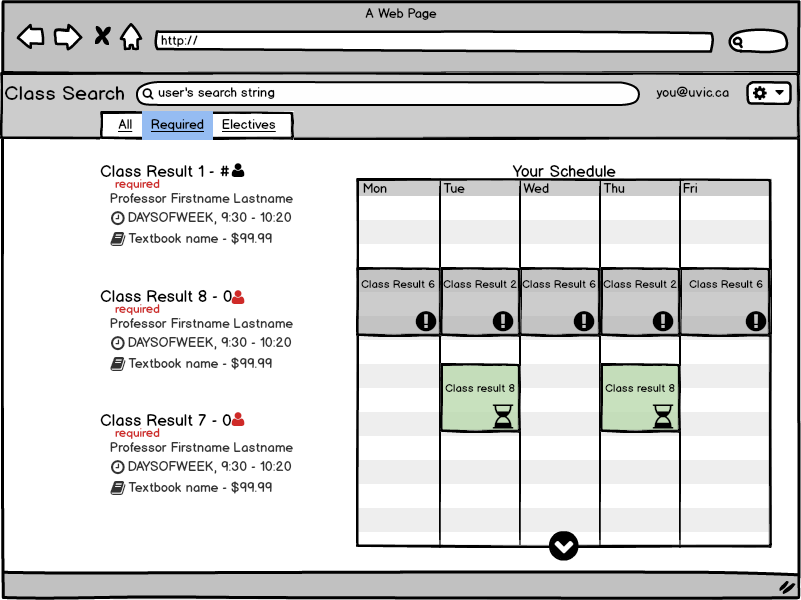 A Web Page
http://
Class Search
user's search string
you@uvic.ca
All
Required
Electives
Class Result 1 - #
required
Professor Firstname Lastname
DAYSOFWEEK, 9:30 - 10:20
Textbook name - $99.99
Class Result 8 - 0
required
Professor Firstname Lastname
DAYSOFWEEK, 9:30 - 10:20
Textbook name - $99.99
Class Result 7 - 0
required
Professor Firstname Lastname
DAYSOFWEEK, 9:30 - 10:20
Textbook name - $99.99
Your Schedule
Mon Tue Wed Thu Fri
Class Result 6 Class Result 2 Class Result 6 Class Result 2 Class Result 6
Class result 8 Class result 8